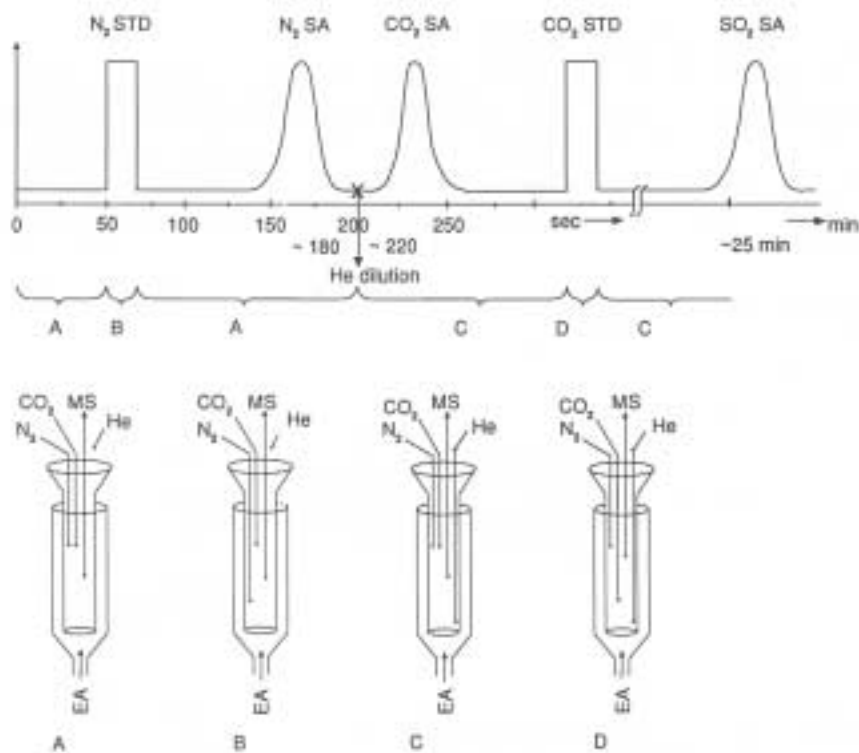 N₂ STD N₂ SA CO₂ SA CO₂ STD SO₂ SA
0 50 100 150 200 250 sec min
~ 180 ~ 220 ~25 min
He dilution
A B A C D C
CO₂ MS He CO₂ MS He CO₂ MS He CO₂ MS He
N₂ N₂ N₂ N₂
EA EA EA EA
A B C D